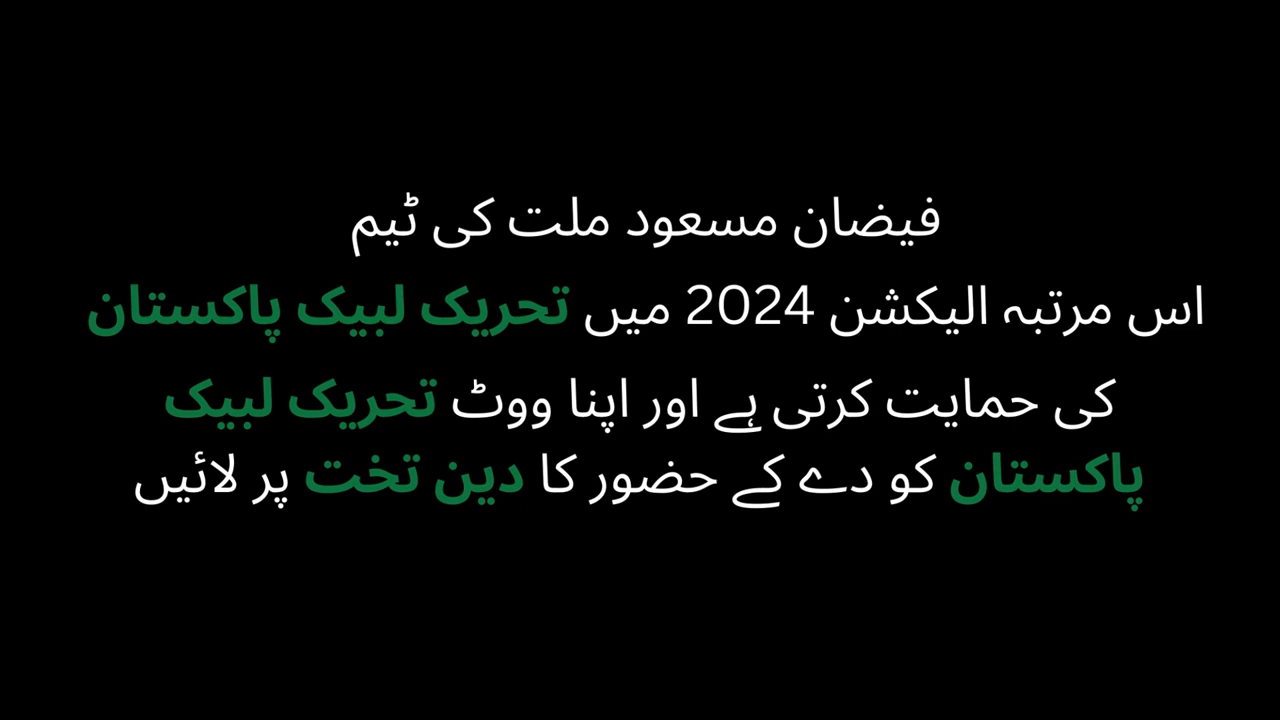 فیضان مسعود ملت کی ٹیم
اس مرتبہ الیکشن 2024 میں تحریک لبیک پاکستان
کی حمایت کرتی ہے اور اپنا ووٹ تحریک لبیک
پاکستان کو دے کے حضور کا دین تخت پر لائیں